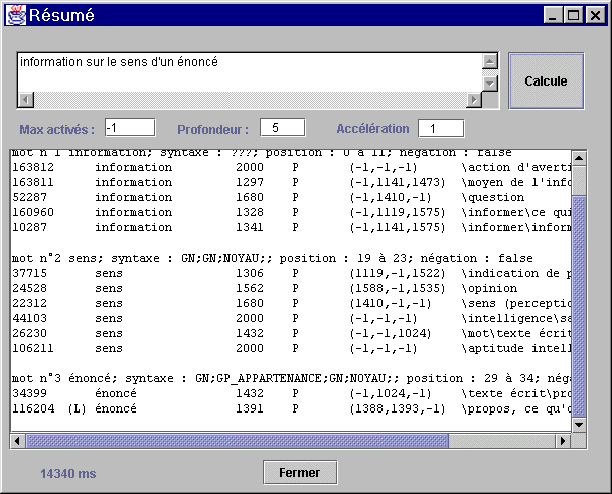 Résumé
information sur le sens d'un énoncé
Calcule
Max activés : -1 Profondeur : 5 Accélération 1
mot n°1 information; syntaxe : ???; position : 0 à 11; négation : false
163812 information 2000 P (-1,-1,-1) \action d'averti
163811 information 1297 P (-1,1141,1473) \moyen de l'info
52287 information 1680 P (-1,1410,-1) \question
160960 information 1328 P (-1,1119,1575) \informer\ce qui
10287 information 1341 P (-1,1141,1575) \informer\inform
mot n°2 sens; syntaxe : GN;GN;NOYAU;; position : 19 à 23; négation : false
37715 sens 1306 P (1119,-1,1522) \indication de p
24528 sens 1562 P (1588,-1,1535) \opinion
22312 sens 1680 P (1410,-1,-1) \sens (perceptio
44103 sens 2000 P (-1,-1,-1) \intelligence\sa
26230 sens 1432 P (-1,-1,1024) \mot\texte écrit
106211 sens 2000 P (-1,-1,-1) \aptitude intell
mot n°3 énoncé; syntaxe : GN;GP_APPARTENANCE;GN;NOYAU;; position : 29 à 34; néga
34399 énoncé 1432 P (-1,1024,-1) \texte écrit\pro
116204 (L) énoncé 1391 P (1388,1393,-1) \propos, ce qu'o
14340 ms
Fermer